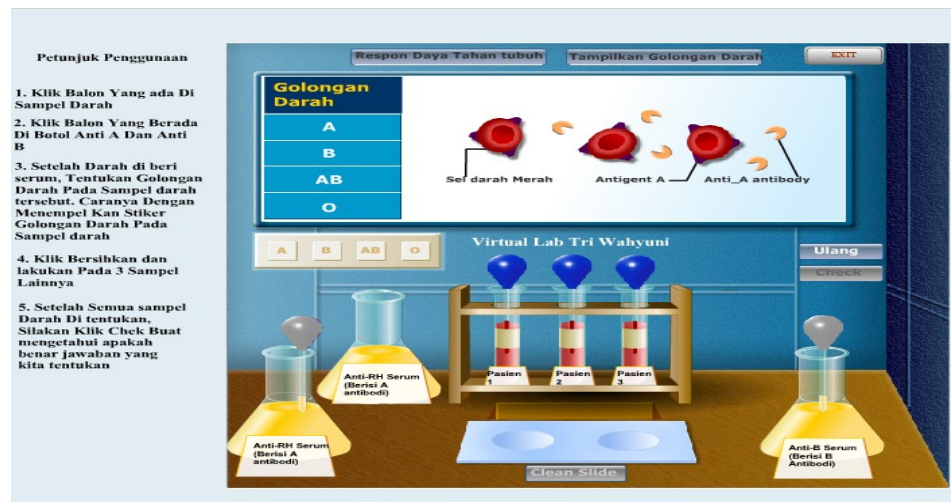 Petunjuk Penggunaan
1. Klik Balon Yang ada Di
Sampel Darah
2. Klik Balon Yang Berada
Di Botol Anti A Dan Anti
B
3. Setelah Darah di beri
serum, Tentukan Golongan
Darah Pada Sampel darah
tersebut. Caranya Dengan
Menempel Kan Stiker
Golongan Darah Pada
Sampel darah
4. Klik Bersihkan dan
lakukan Pada 3 Sampel
Lainnya
5. Setelah Semua sampel
Darah Di tentukan,
Silakan Klik Chek Buat
mengetahui apakah
benar jawaban yang
kita tentukan
Respon Daya Tahan tubuh
Tampilkan Golongan Darah
EXIT
Golongan
Darah
A
B
AB
O
Sel darah Merah
Antigent A
Anti_A antibody
A B AB O
Virtual Lab Tri Wahyuni
Ulang
Check
Pasien
1
Pasien
2
Pasien
3
Anti-RH Serum
(Berisi A
antibodi)
Anti-RH Serum
(Berisi A
antibodi)
Anti-B Serum
(Berisi B
Antibodi)
Clean Slide